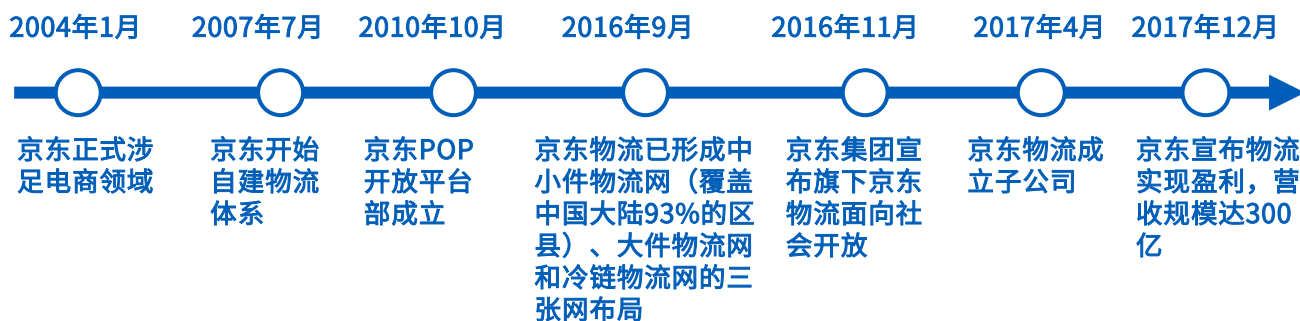 2004年1月
2007年7月
2010年10月
2016年9月
2016年11月
2017年4月
2017年12月
京东正式涉
足电商领域
京东开始
自建物流
体系
京东POP
开放平台
部成立
京东物流已形成中
小件物流网（覆盖
中国大陆93%的区
县）、大件物流网
和冷链物流网的三
张网布局
京东集团宣
布旗下京东
物流面向社
会开放
京东物流成
立子公司
京东宣布物流
实现盈利，营
收规模达300
亿